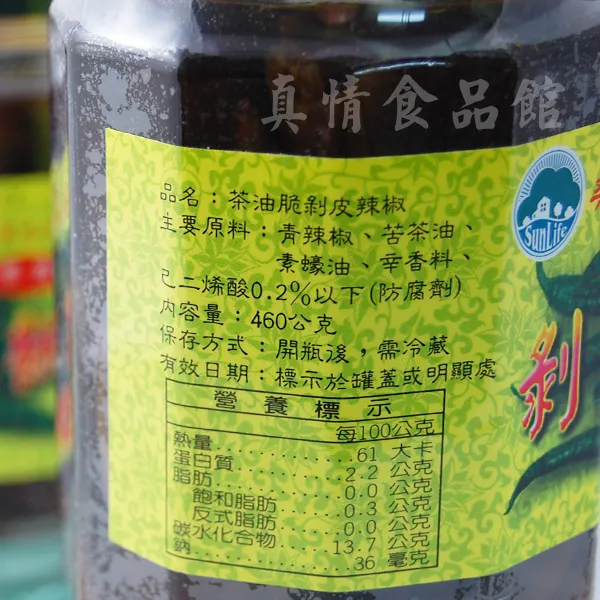 真情食品館
品名：茶油脆剝皮辣椒
主要原料：青辣椒、苦茶油、
素蠔油、辛香料、
己二烯酸0.2%以下(防腐劑)
內容量：460公克
保存方式：開瓶後，需冷藏
有效日期：標示於罐蓋或明顯處
營養標示
每100公克
熱量 61 大卡
蛋白質 2.2 公克
脂肪 0.0 公克
飽和脂肪 0.3 公克
反式脂肪 0.0 公克
碳水化合物 13.7 公克
鈉 36 毫克
SunLife
剝